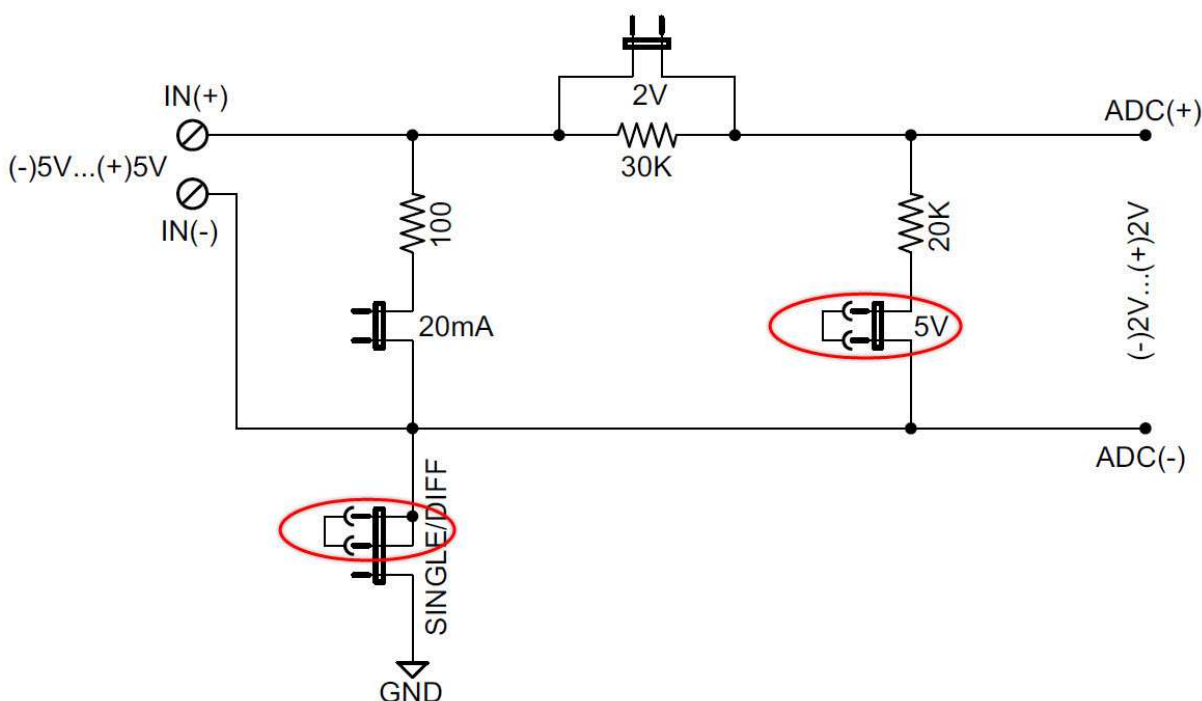 2V
IN(+)
ADC(+)
(-)5V...(+)5V
30K
IN(-)
100
20K
20mA
5V
(-)2V...(+)2V
ADC(-)
SINGLE/DIFF
GND